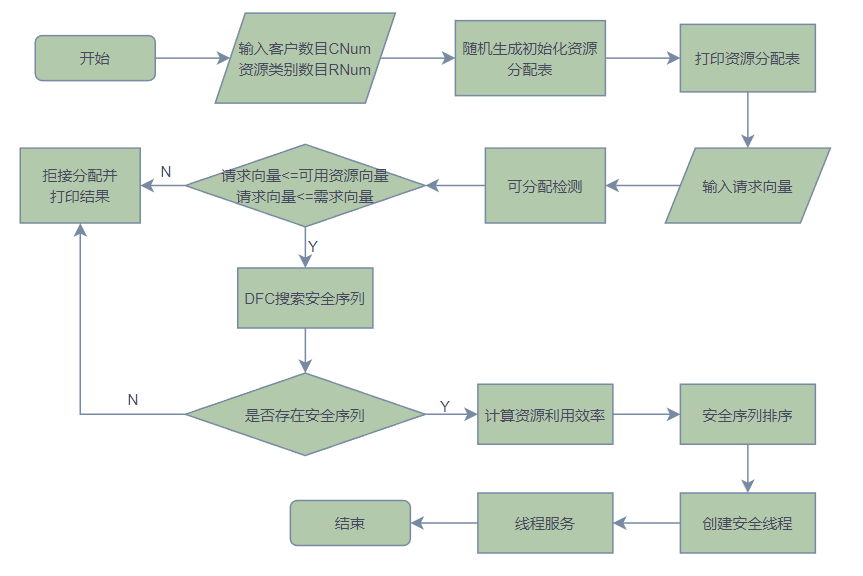 开始
输入客户数目CNum
资源类别数目RNum
随机生成初始化资源
分配表
打印资源分配表
拒接分配并
打印结果
N
请求向量<=可用资源向量
请求向量<=需求向量
可分配检测
输入请求向量
Y
DFC搜索安全序列
N
是否存在安全序列
Y
计算资源利用效率
安全序列排序
结束
线程服务
创建安全线程